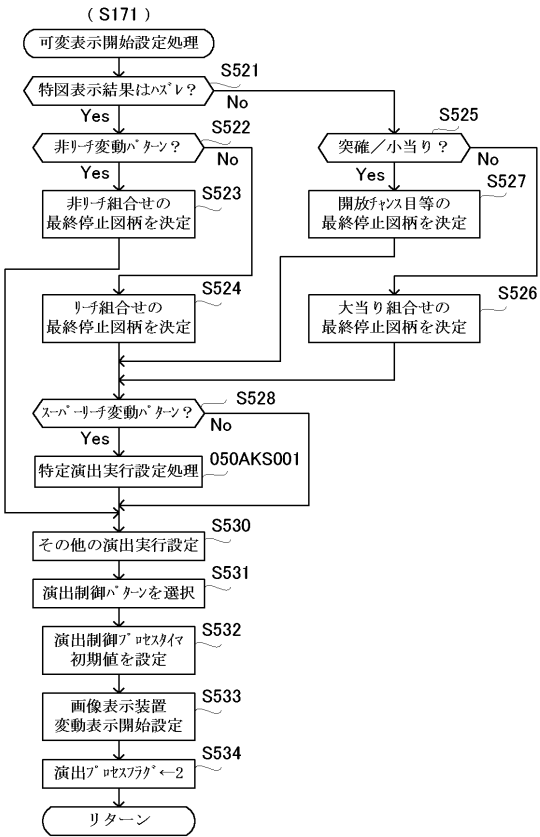 (S171)
可変表示開始設定処理
S521
特図表示結果はﾊｽﾞﾚ？
Yes
No
S522
非ﾘｰﾁ変動ﾊﾟﾀｰﾝ？
Yes
No
S523
非ﾘｰﾁ組合せの
最終停止図柄を決定
S525
突確／小当り？
Yes
No
S527
開放ﾁｬﾝｽ目等の
最終停止図柄を決定
S524
ﾘｰﾁ組合せの
最終停止図柄を決定
S526
大当り組合せの
最終停止図柄を決定
S528
ｽｰﾊﾟｰﾘｰﾁ変動ﾊﾟﾀｰﾝ？
Yes
No
050AKS001
特定演出実行設定処理
S530
その他の演出実行設定
S531
演出制御ﾊﾟﾀｰﾝを選択
S532
演出制御ﾌﾟﾛｾｽﾀｲﾏ
初期値を設定
S533
画像表示装置
変動表示開始設定
S534
演出ﾌﾟﾛｾｽﾌﾗｸﾞ←2
リターン